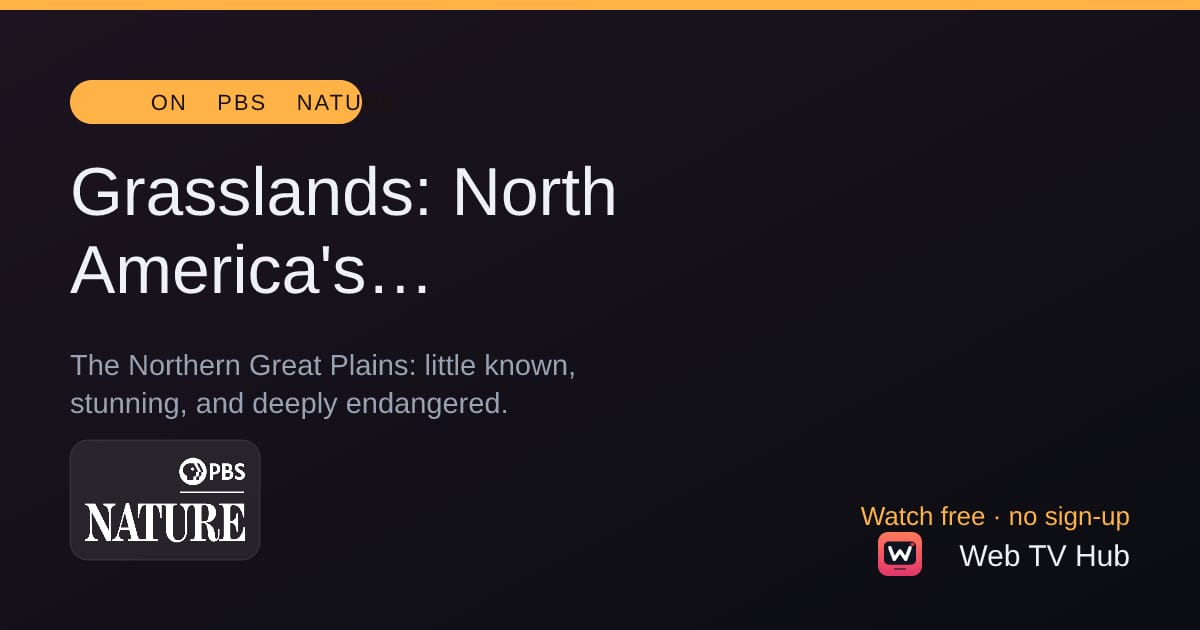 ON PBS NATU
Grasslands: North
America's…
The Northern Great Plains: little known,
stunning, and deeply endangered.
PBS
NATURE
Watch free · no sign-up
W
Web TV Hub